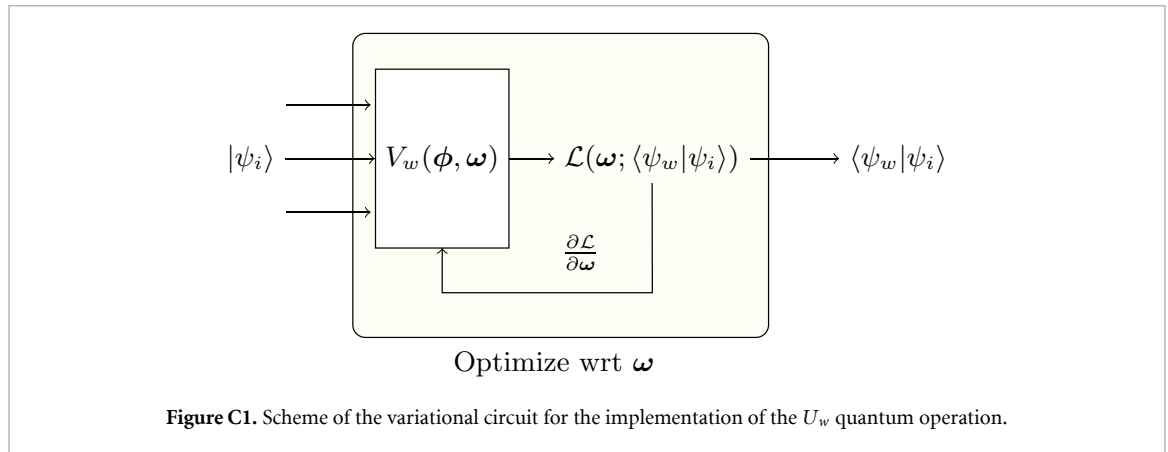 |ψ_i⟩ V_w(ϕ, ω) ℒ(ω; ⟨ψ_w|ψ_i⟩) ⟨ψ_w|ψ_i⟩
∂ℒ
∂ω
Optimize wrt ω
Figure C1. Scheme of the variational circuit for the implementation of the U_w quantum operation.